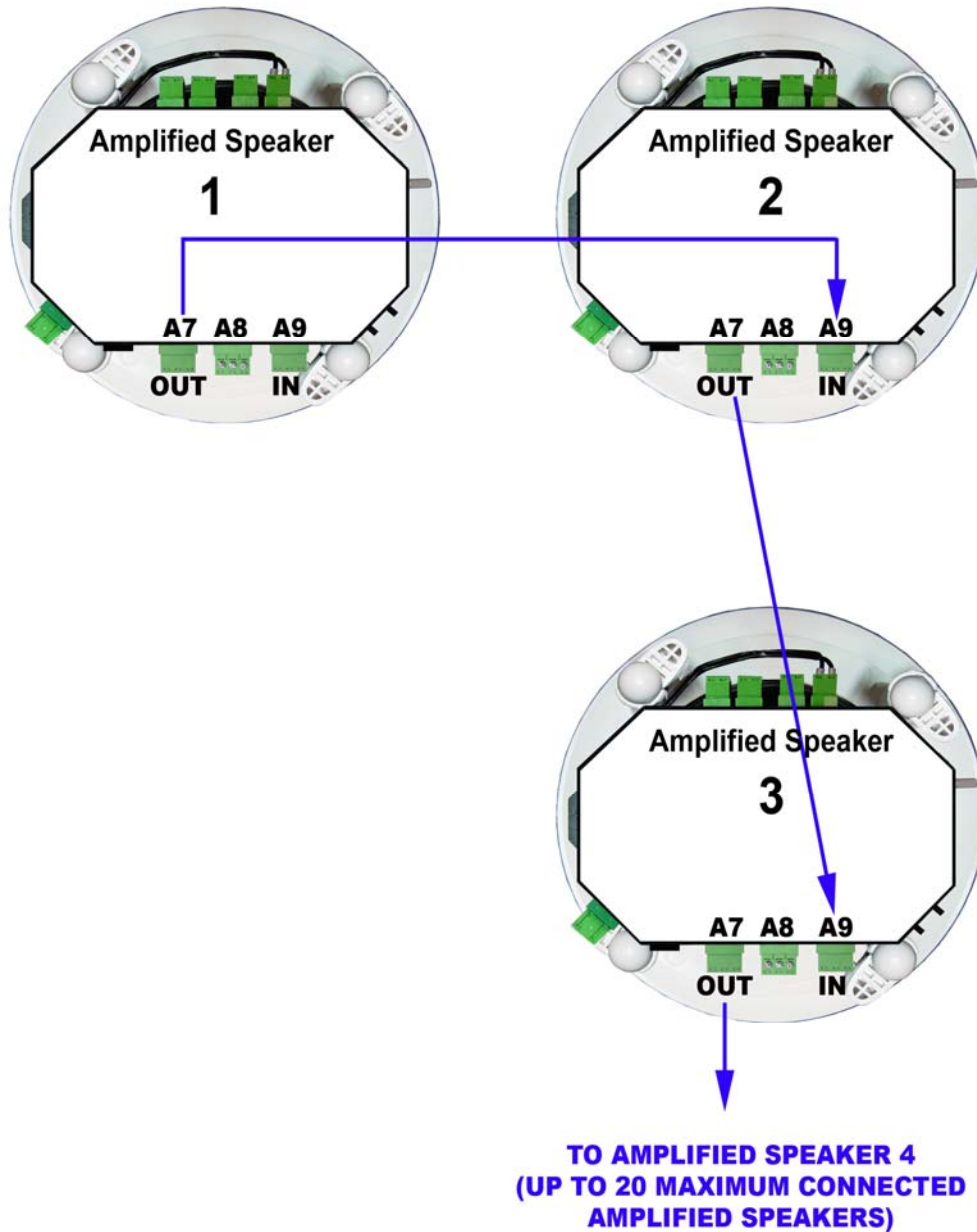 Amplified Speaker
1
A7 A8 A9
OUT IN
Amplified Speaker
2
A7 A8 A9
OUT IN
Amplified Speaker
3
A7 A8 A9
OUT IN
TO AMPLIFIED SPEAKER 4
(UP TO 20 MAXIMUM CONNECTED
AMPLIFIED SPEAKERS)